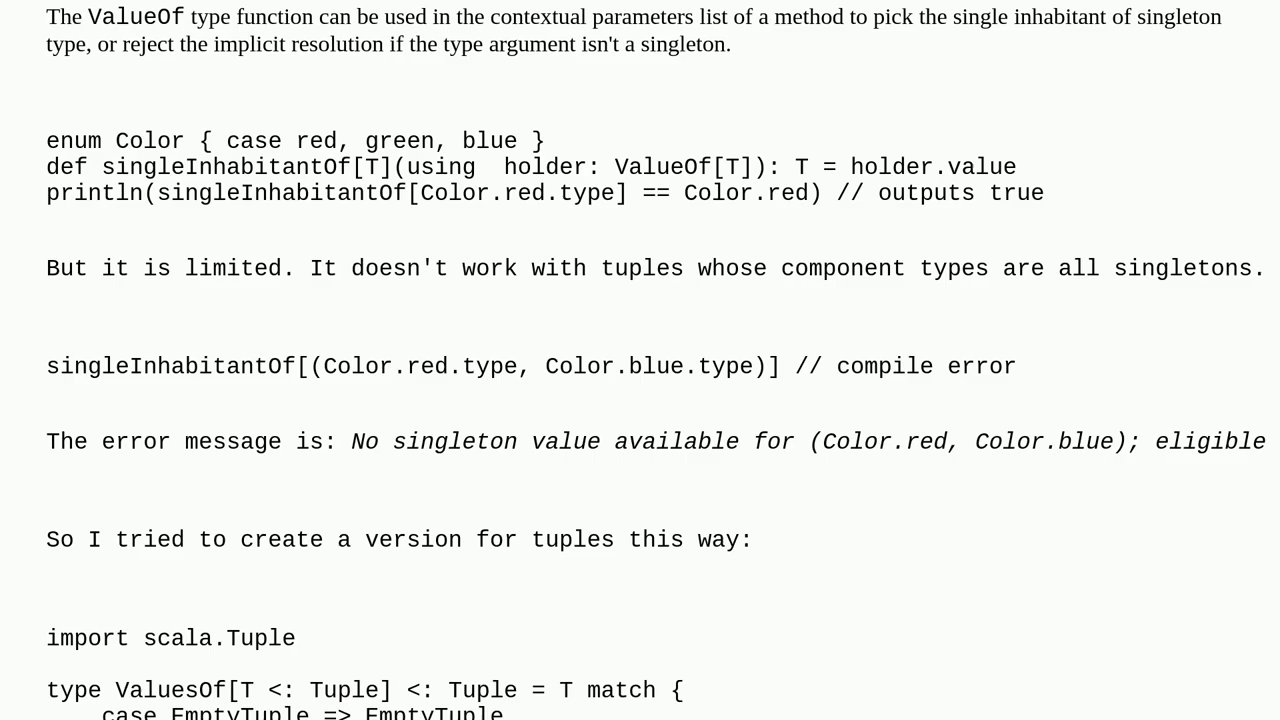 The ValueOf type function can be used in the contextual parameters list of a method to pick the single inhabitant of singleton
type, or reject the implicit resolution if the type argument isn't a singleton.
enum Color { case red, green, blue }
def singleInhabitantOf[T](using  holder: ValueOf[T]): T = holder.value
println(singleInhabitantOf[Color.red.type] == Color.red) // outputs true
But it is limited. It doesn't work with tuples whose component types are all singletons.
singleInhabitantOf[(Color.red.type, Color.blue.type)] // compile error
The error message is: No singleton value available for (Color.red, Color.blue); eligible
So I tried to create a version for tuples this way:
import scala.Tuple
type ValuesOf[T <: Tuple] <: Tuple = T match {
    case EmptyTuple => EmptyTuple